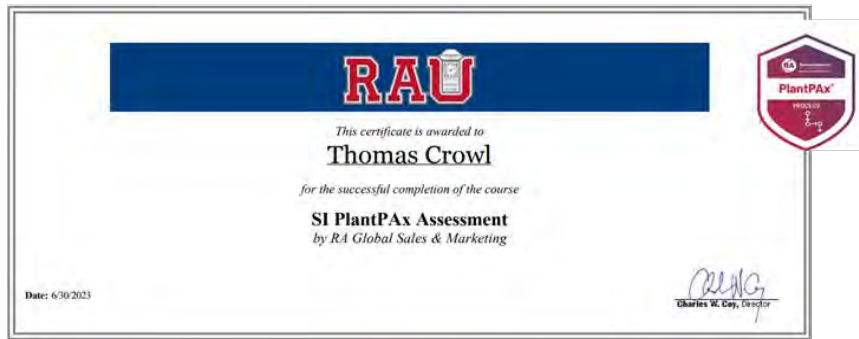 RAU
PlantPAx
PROCESS
This certificate is awarded to
Thomas Crowl
for the successful completion of the course
SI PlantPAx Assessment
by RA Global Sales & Marketing
Date: 6/30/2023
Charles W. Coy, Director